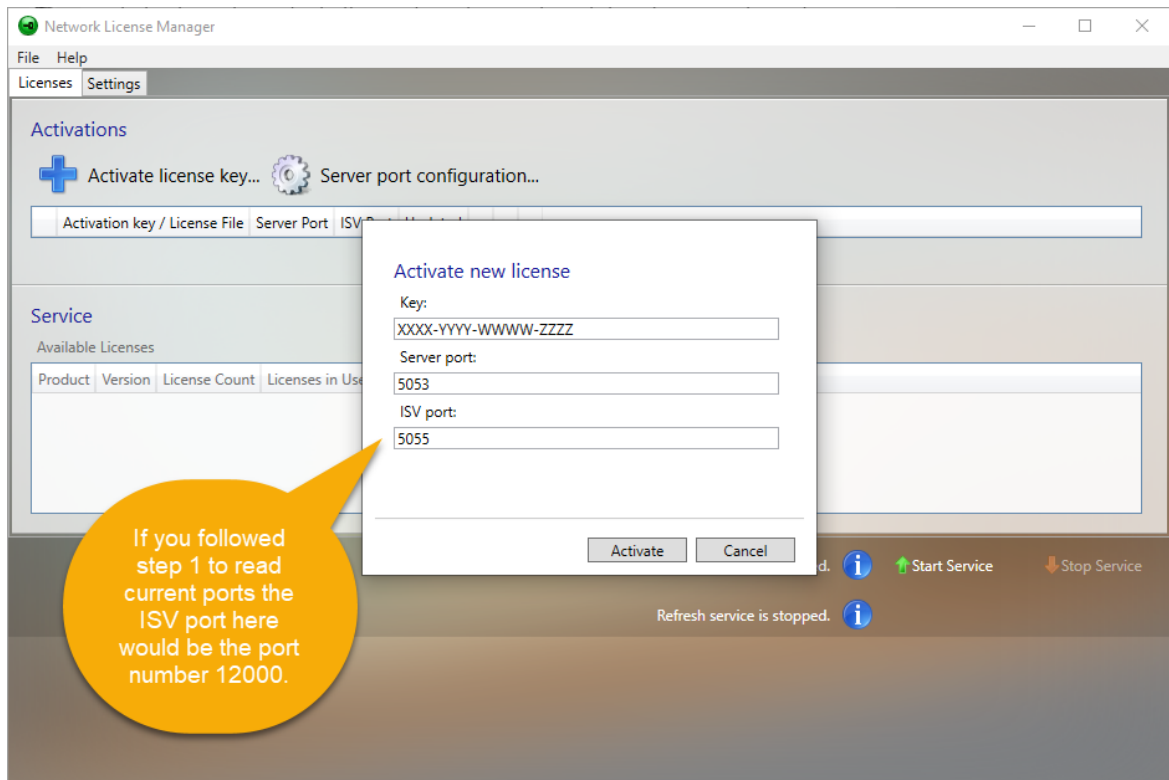 Network License Manager
File Help
Licenses Settings
Activations
Activate license key... Server port configuration...
Activation key / License File Server Port ISV
Activate new license
Key:
XXXX-YYYY-WWWW-ZZZZ
Server port:
5053
ISV port:
5055
Activate Cancel
Service
Available Licenses
Product Version License Count Licenses in Use
If you followed
step 1 to read
current ports the
ISV port here
would be the port
number 12000.
Start Service Stop Service
Refresh service is stopped.